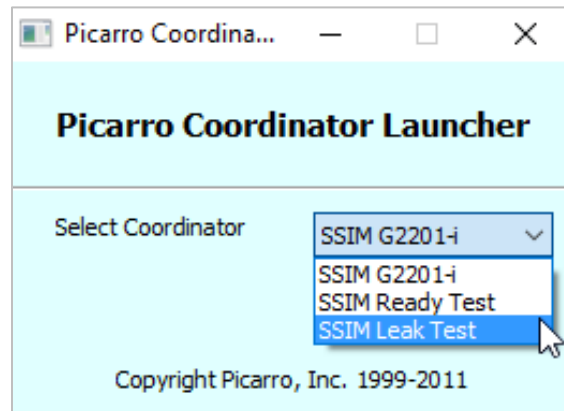 Picarro Coordina...
Picarro Coordinator Launcher
Select Coordinator
SSIM G2201-i
SSIM G2201-i
SSIM Ready Test
SSIM Leak Test
Copyright Picarro, Inc. 1999-2011